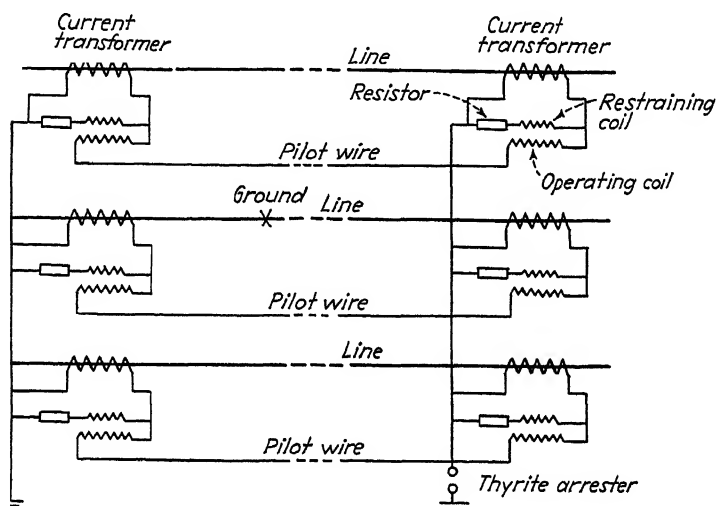 Current
transformer
Current
transformer
Line
Resistor
Restraining
coil
Pilot wire
Operating coil
Ground
Line
Pilot wire
Line
Pilot wire
Thyrite arrester